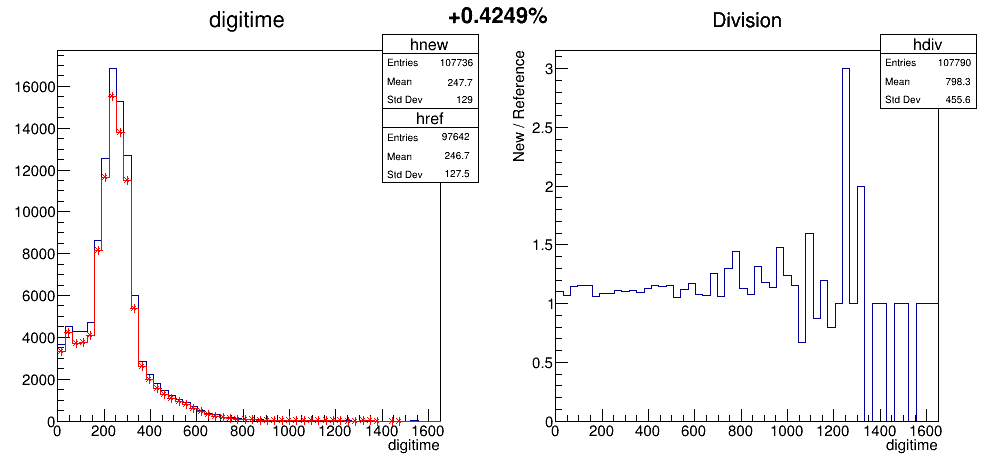 +0.4249%
digitime
hnew
Entries 107736
Mean 247.7
Std Dev 129
href
Entries 97642
Mean 246.7
Std Dev 127.5
16000
14000
12000
10000
8000
6000
4000
2000
0
0 200 400 600 800 1000 1200 1400 1600
digitime
Division
hdiv
Entries 107790
Mean 798.3
Std Dev 455.6
New / Reference
3
2.5
2
1.5
1
0.5
0
0 200 400 600 800 1000 1200 1400 1600
digitime